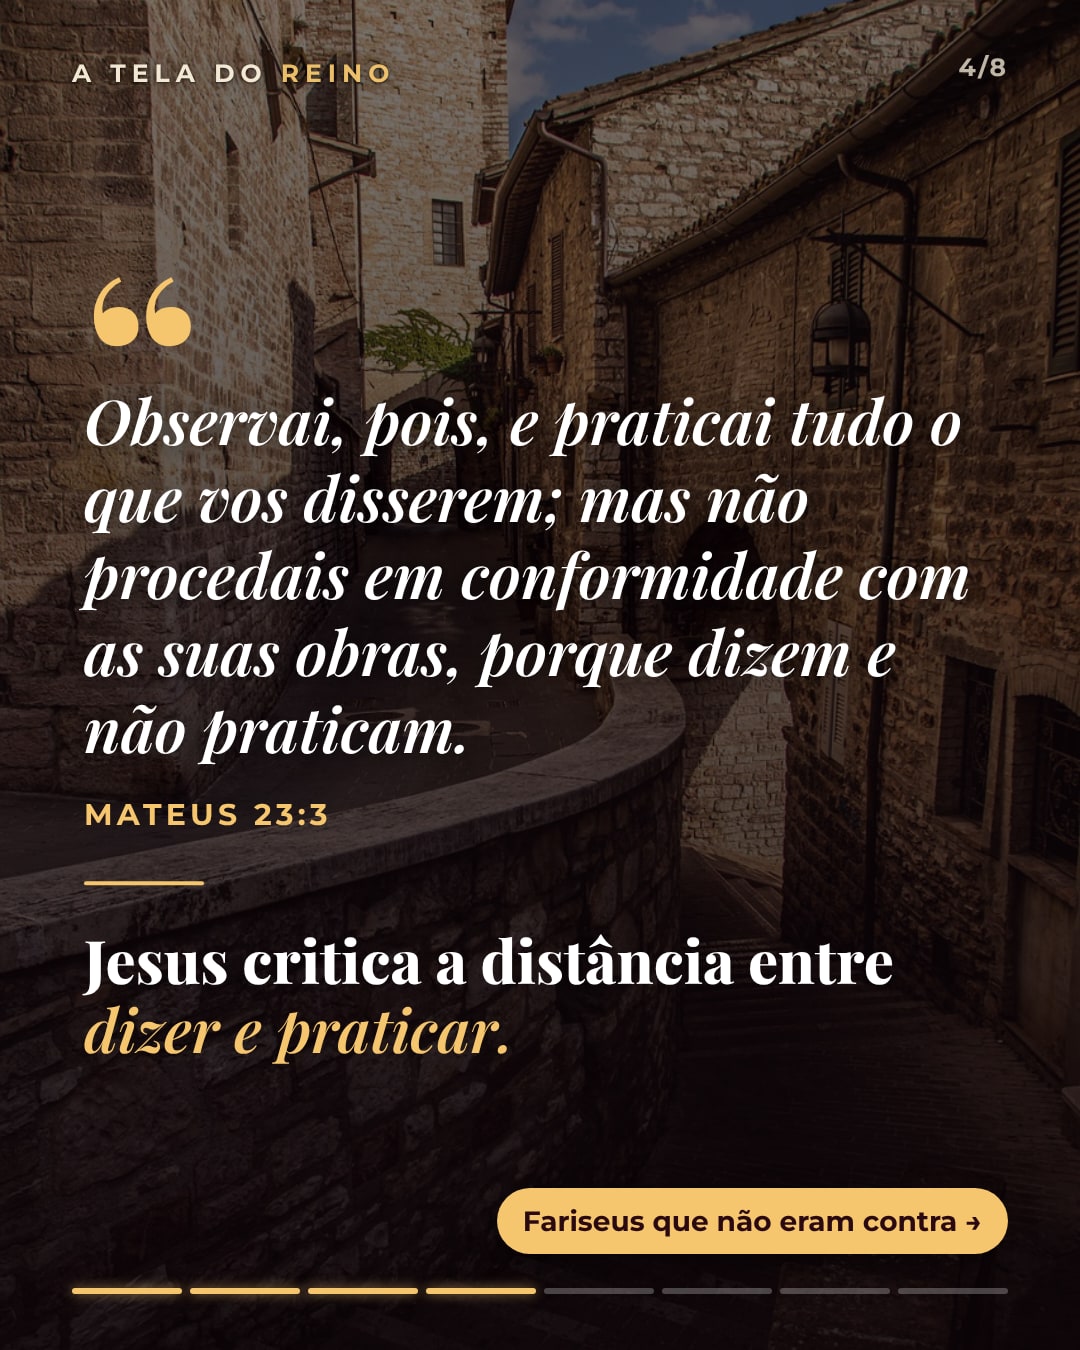 A TELA DO REINO
4/8
“
Observai, pois, e praticai tudo o
que vos disserem; mas não
procedais em conformidade com
as suas obras, porque dizem e
não praticam.
MATEUS 23:3
Jesus critica a distância entre
dizer e praticar.
Fariseus que não eram contra →